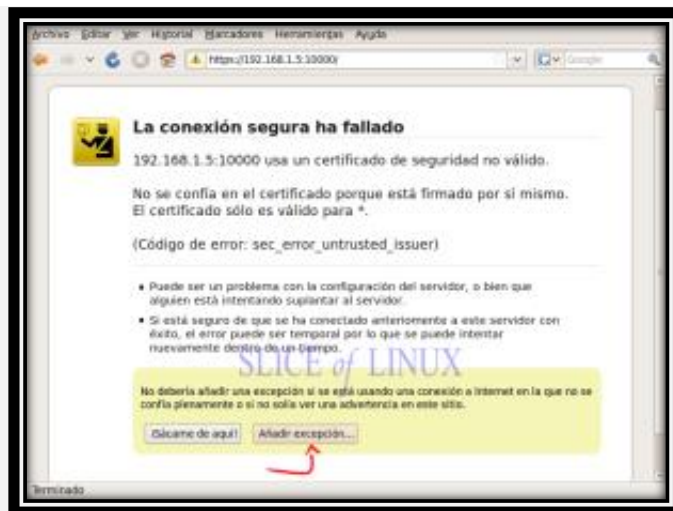 Archivo Editar Ver Historial Marcadores Herramientas Ayuda
https://192.168.1.5:10000/
Google
La conexión segura ha fallado
192.168.1.5:10000 usa un certificado de seguridad no válido.
No se confía en el certificado porque está firmado por sí mismo.
El certificado sólo es válido para *.
(Código de error: sec_error_untrusted_issuer)
• Puede ser un problema con la configuración del servidor, o bien que
alguien está intentando suplantar al servidor.
• Si está seguro de que se ha conectado anteriormente a este servidor con
éxito, el error puede ser temporal por lo que se puede intentar
nuevamente dentro de un tiempo.
SLICE of LINUX
No debería añadir una excepción si se está usando una conexión a Internet en la que no se
confía plenamente o si no solía ver una advertencia en este sitio.
¡Sácame de aquí!
Añadir excepción...
Terminado